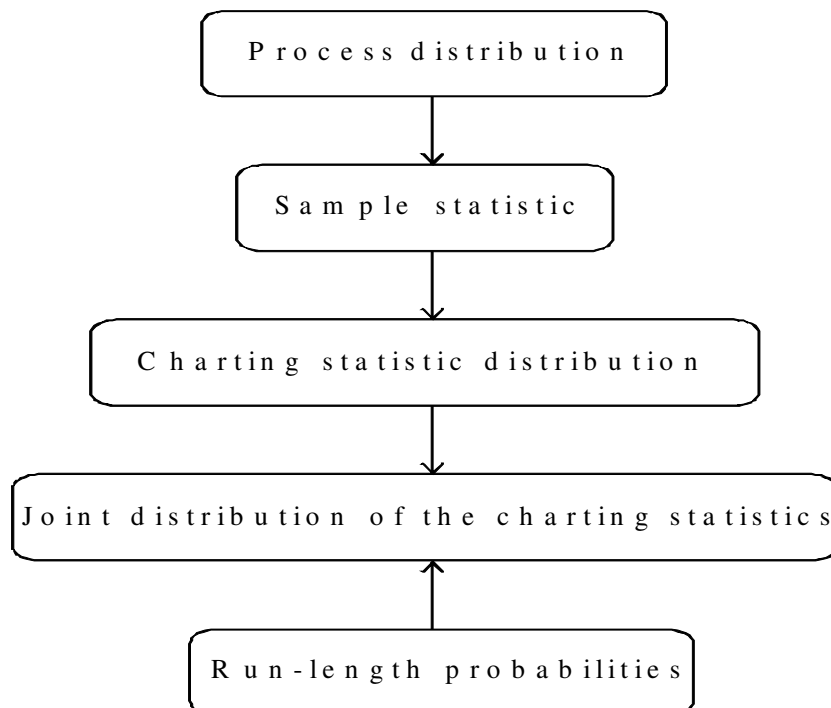 Process distribution
Sample statistic
Charting statistic distribution
Joint distribution of the charting statistics
Run-length probabilities